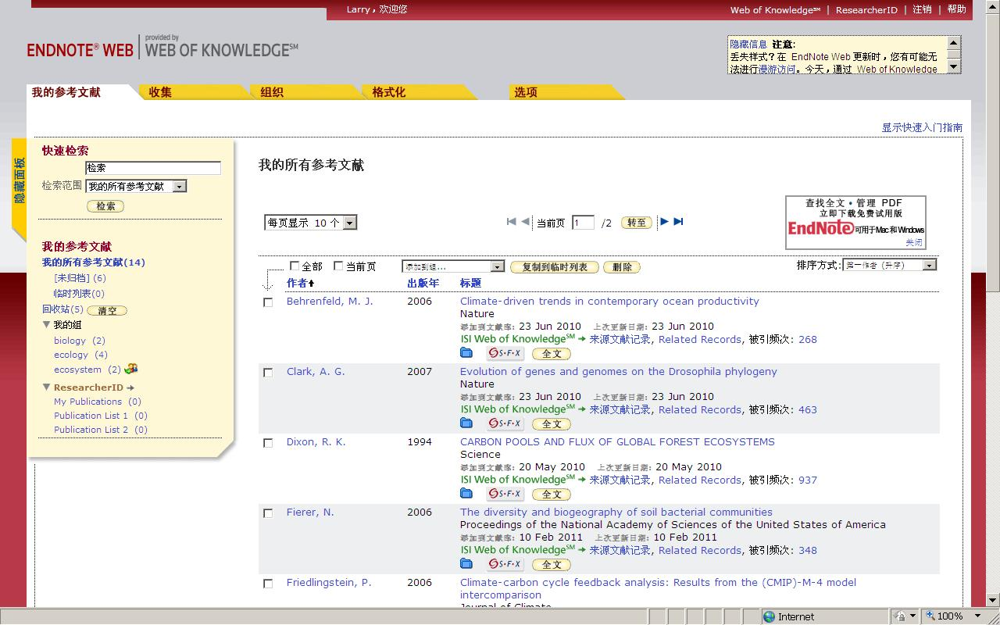 Larry，欢迎您
Web of Knowledge℠ | ResearcherID | 注销 | 帮助
ENDNOTE® WEB provided by WEB OF KNOWLEDGE℠
隐藏信息 注意:
丢失样式？在 EndNote Web 更新时，您有可能无
法进行漫游访问。今天，通过 Web of Knowledge
我的参考文献 收集 组织 格式化 选项
显示快速入门指南
隐藏面板
快速检索
检索
检索范围 我的所有参考文献
检索
我的参考文献
我的所有参考文献(14)
[未归档] (6)
临时列表(0)
回收站(5) 清空
我的组
biology (2)
ecology (4)
ecosystem (2)
ResearcherID
My Publications (0)
Publication List 1 (0)
Publication List 2 (0)
我的所有参考文献
每页显示 10 个
当前页 1 /2 转至
查找全文 • 管理 PDF
立即下载免费试用版
EndNote 可用于Mac 和 Windows
关闭
全部 当前页 添加到组... 复制到临时列表 删除
排序方式: 第一作者（升序）
作者 出版年 标题
Behrenfeld, M. J. 2006 Climate-driven trends in contemporary ocean productivity
Nature
添加到文献库: 23 Jun 2010 上次更新日期: 23 Jun 2010
ISI Web of Knowledge℠ ➔ 来源文献记录, Related Records, 被引频次: 268
S·F·X 全文
Clark, A. G. 2007 Evolution of genes and genomes on the Drosophila phylogeny
Nature
添加到文献库: 23 Jun 2010 上次更新日期: 23 Jun 2010
ISI Web of Knowledge℠ ➔ 来源文献记录, Related Records, 被引频次: 463
S·F·X 全文
Dixon, R. K. 1994 CARBON POOLS AND FLUX OF GLOBAL FOREST ECOSYSTEMS
Science
添加到文献库: 20 May 2010 上次更新日期: 20 May 2010
ISI Web of Knowledge℠ ➔ 来源文献记录, Related Records, 被引频次: 937
S·F·X 全文
Fierer, N. 2006 The diversity and biogeography of soil bacterial communities
Proceedings of the National Academy of Sciences of the United States of America
添加到文献库: 10 Feb 2011 上次更新日期: 10 Feb 2011
ISI Web of Knowledge℠ ➔ 来源文献记录, Related Records, 被引频次: 348
S·F·X 全文
Friedlingstein, P. 2006 Climate-carbon cycle feedback analysis: Results from the (CMIP)-M-4 model
intercomparison
Journal of Climate
Internet 100%